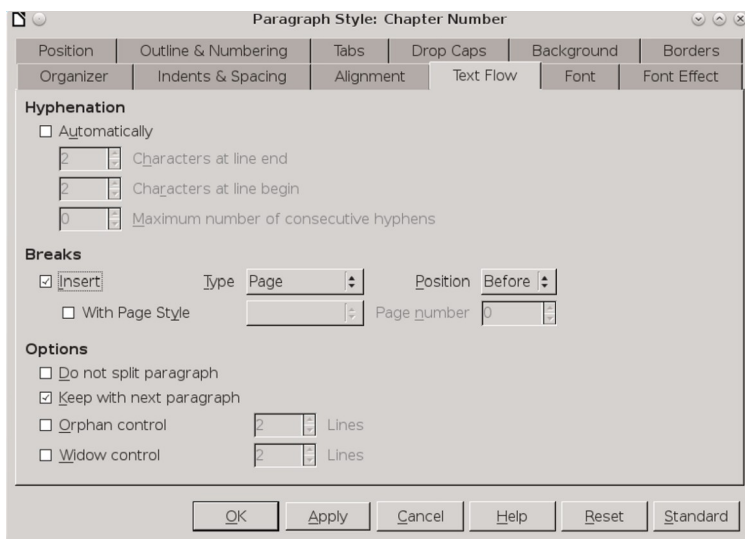 Paragraph Style: Chapter Number
Position Outline & Numbering Tabs Drop Caps Background Borders
Organizer Indents & Spacing Alignment Text Flow Font Font Effect
Hyphenation
Automatically
2 Characters at line end
2 Characters at line begin
0 Maximum number of consecutive hyphens
Breaks
Insert Type Page Position Before
With Page Style Page number 0
Options
Do not split paragraph
Keep with next paragraph
Orphan control 2 Lines
Widow control 2 Lines
OK Apply Cancel Help Reset Standard